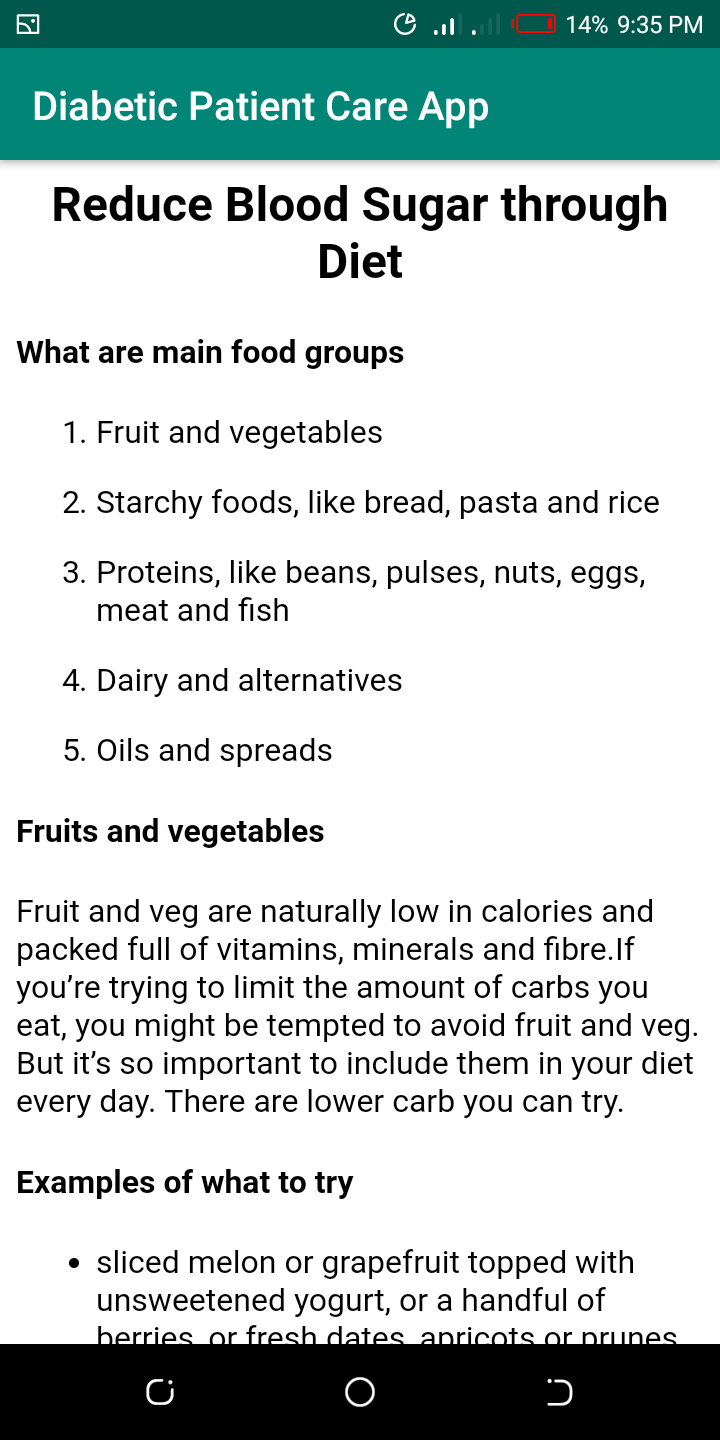 14% 9:35 PM
Diabetic Patient Care App
Reduce Blood Sugar through
Diet
What are main food groups
1. Fruit and vegetables
2. Starchy foods, like bread, pasta and rice
3. Proteins, like beans, pulses, nuts, eggs,
meat and fish
4. Dairy and alternatives
5. Oils and spreads
Fruits and vegetables
Fruit and veg are naturally low in calories and
packed full of vitamins, minerals and fibre.If
you’re trying to limit the amount of carbs you
eat, you might be tempted to avoid fruit and veg.
But it’s so important to include them in your diet
every day. There are lower carb you can try.
Examples of what to try
• sliced melon or grapefruit topped with
unsweetened yogurt, or a handful of
berries, or fresh dates, apricots or prunes